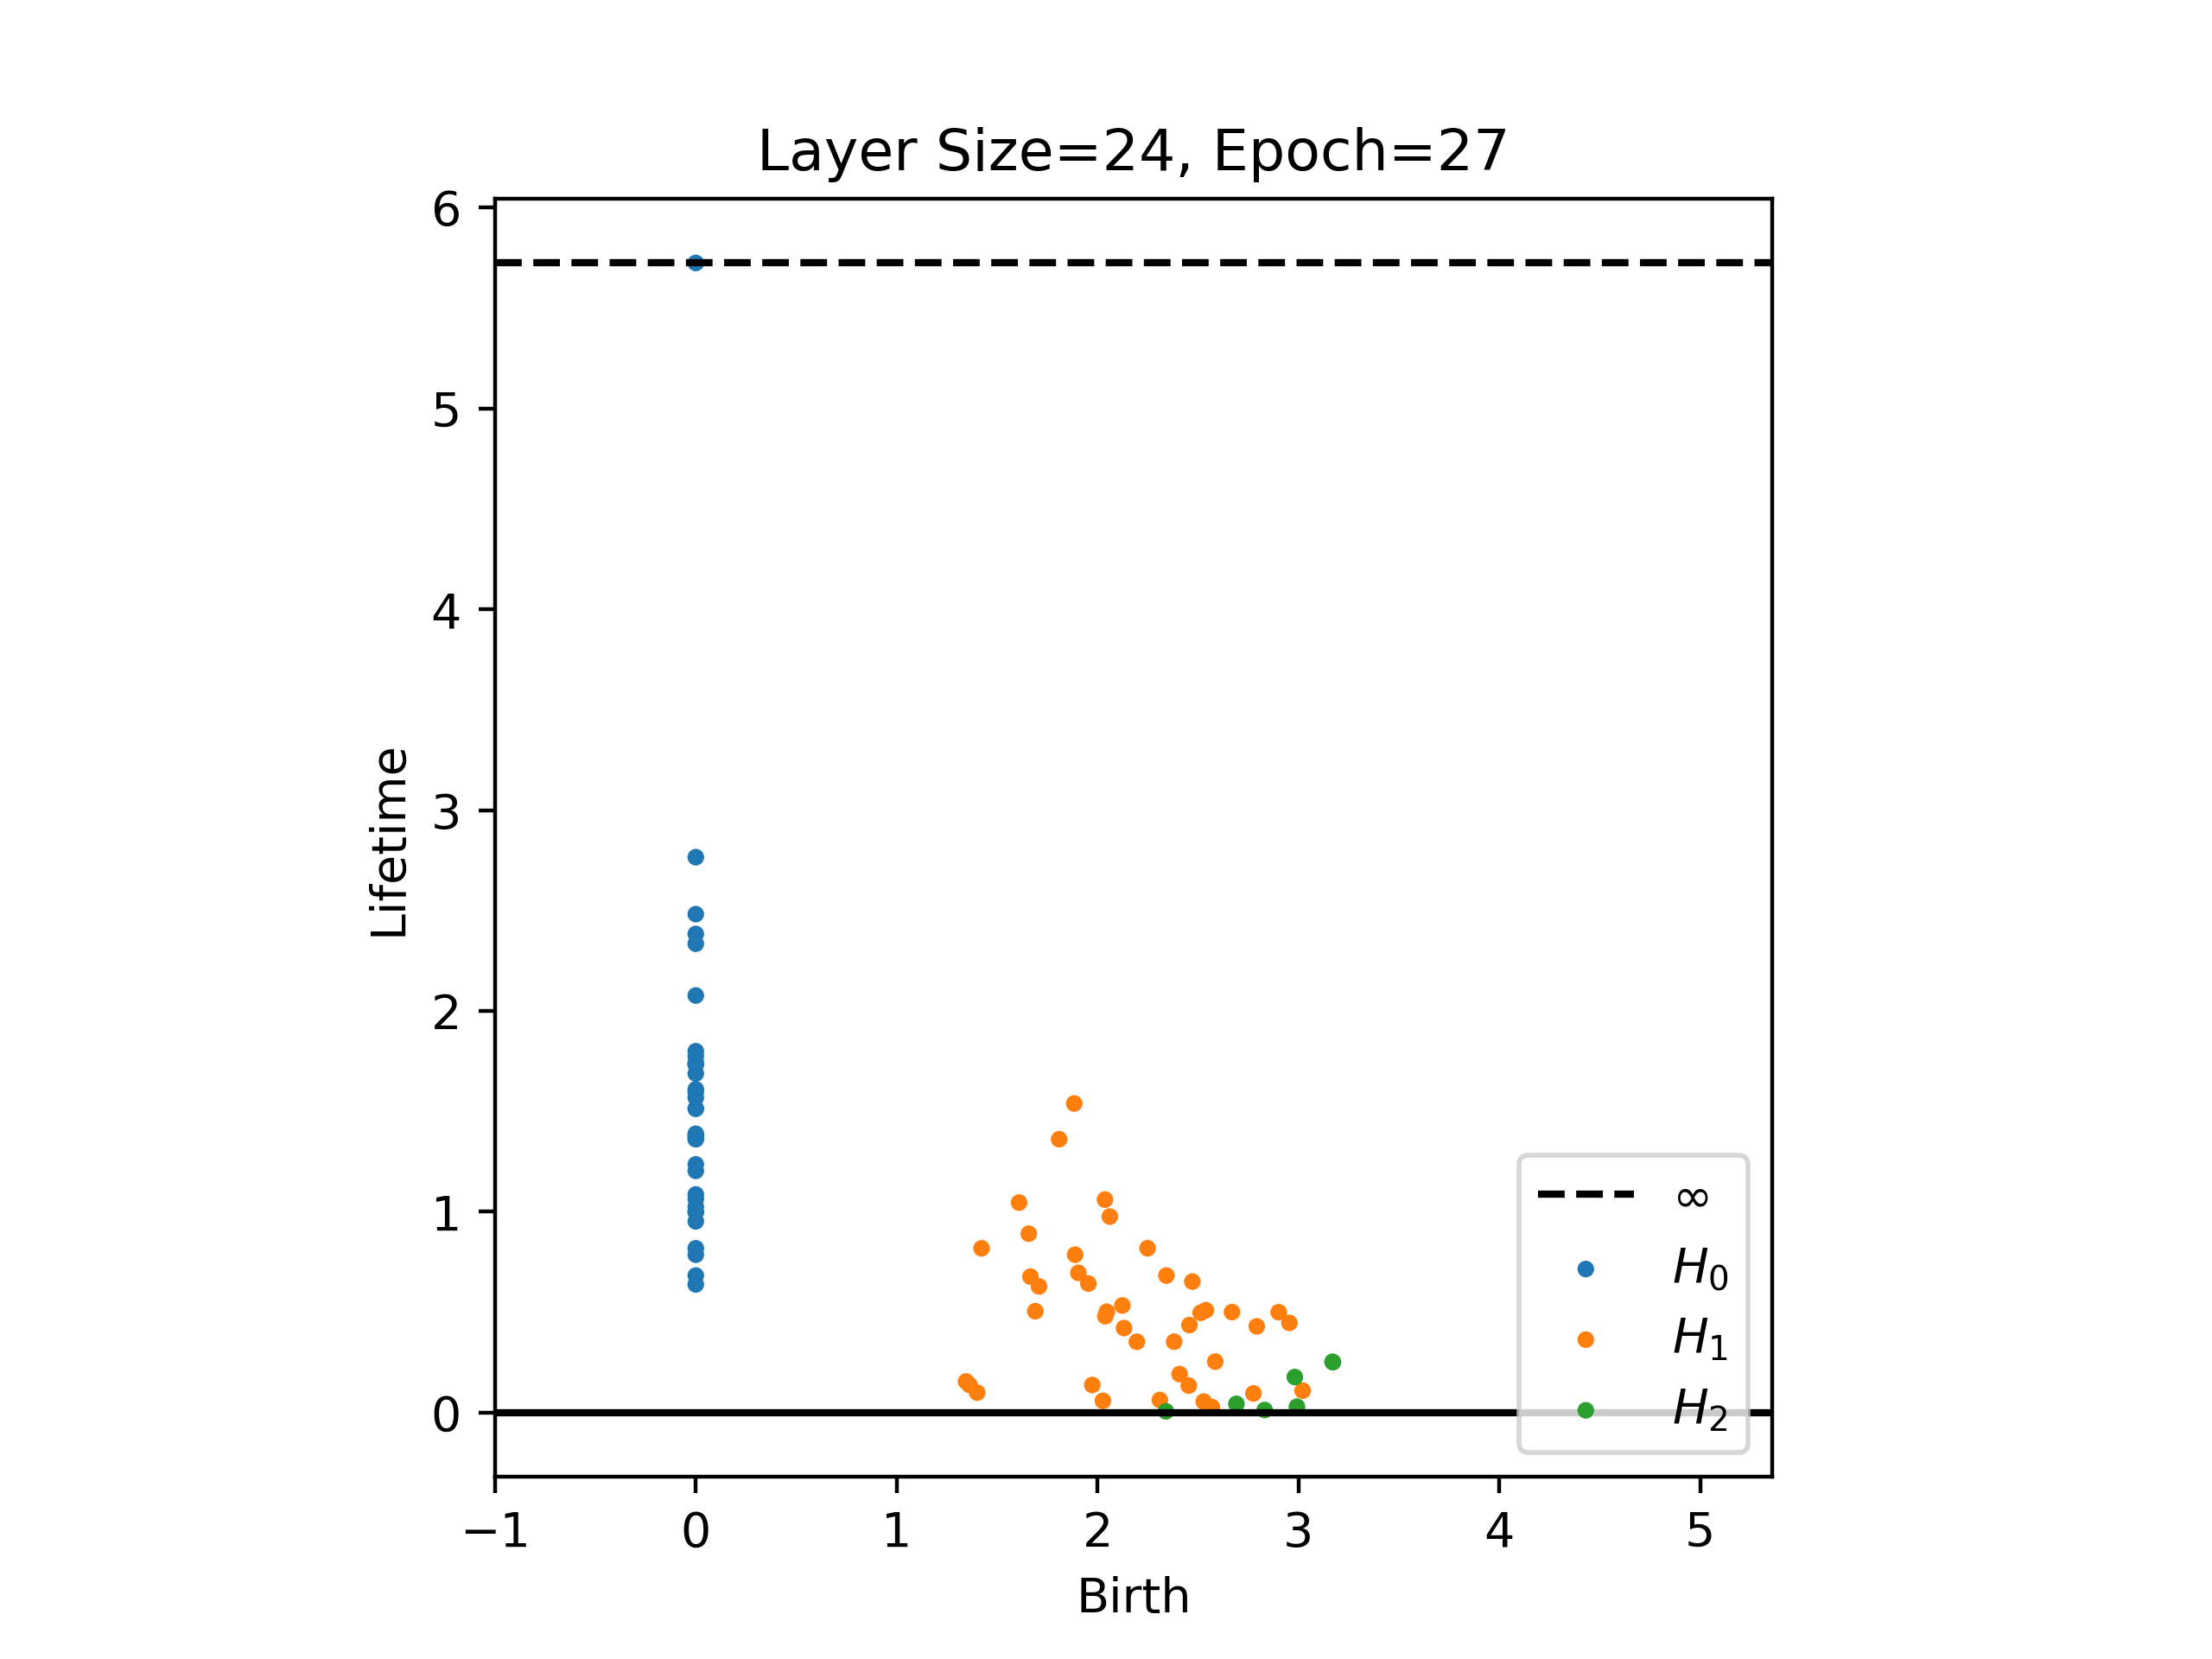 Layer Size=24, Epoch=27
6
5
4
3
2
1
0
Lifetime
−1 0 1 2 3 4 5
Birth
∞
H₀
H₁
H₂